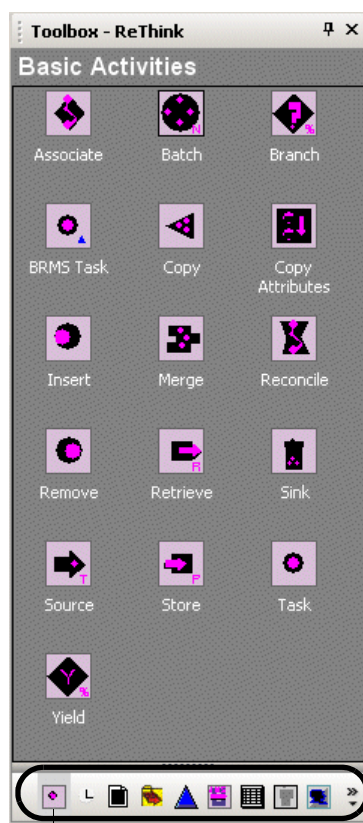 Toolbox - ReThink
Basic Activities
Associate
Batch
Branch
BRMS Task
Copy
Copy
Attributes
Insert
Merge
Reconcile
Remove
Retrieve
Sink
Source
Store
Task
Yield